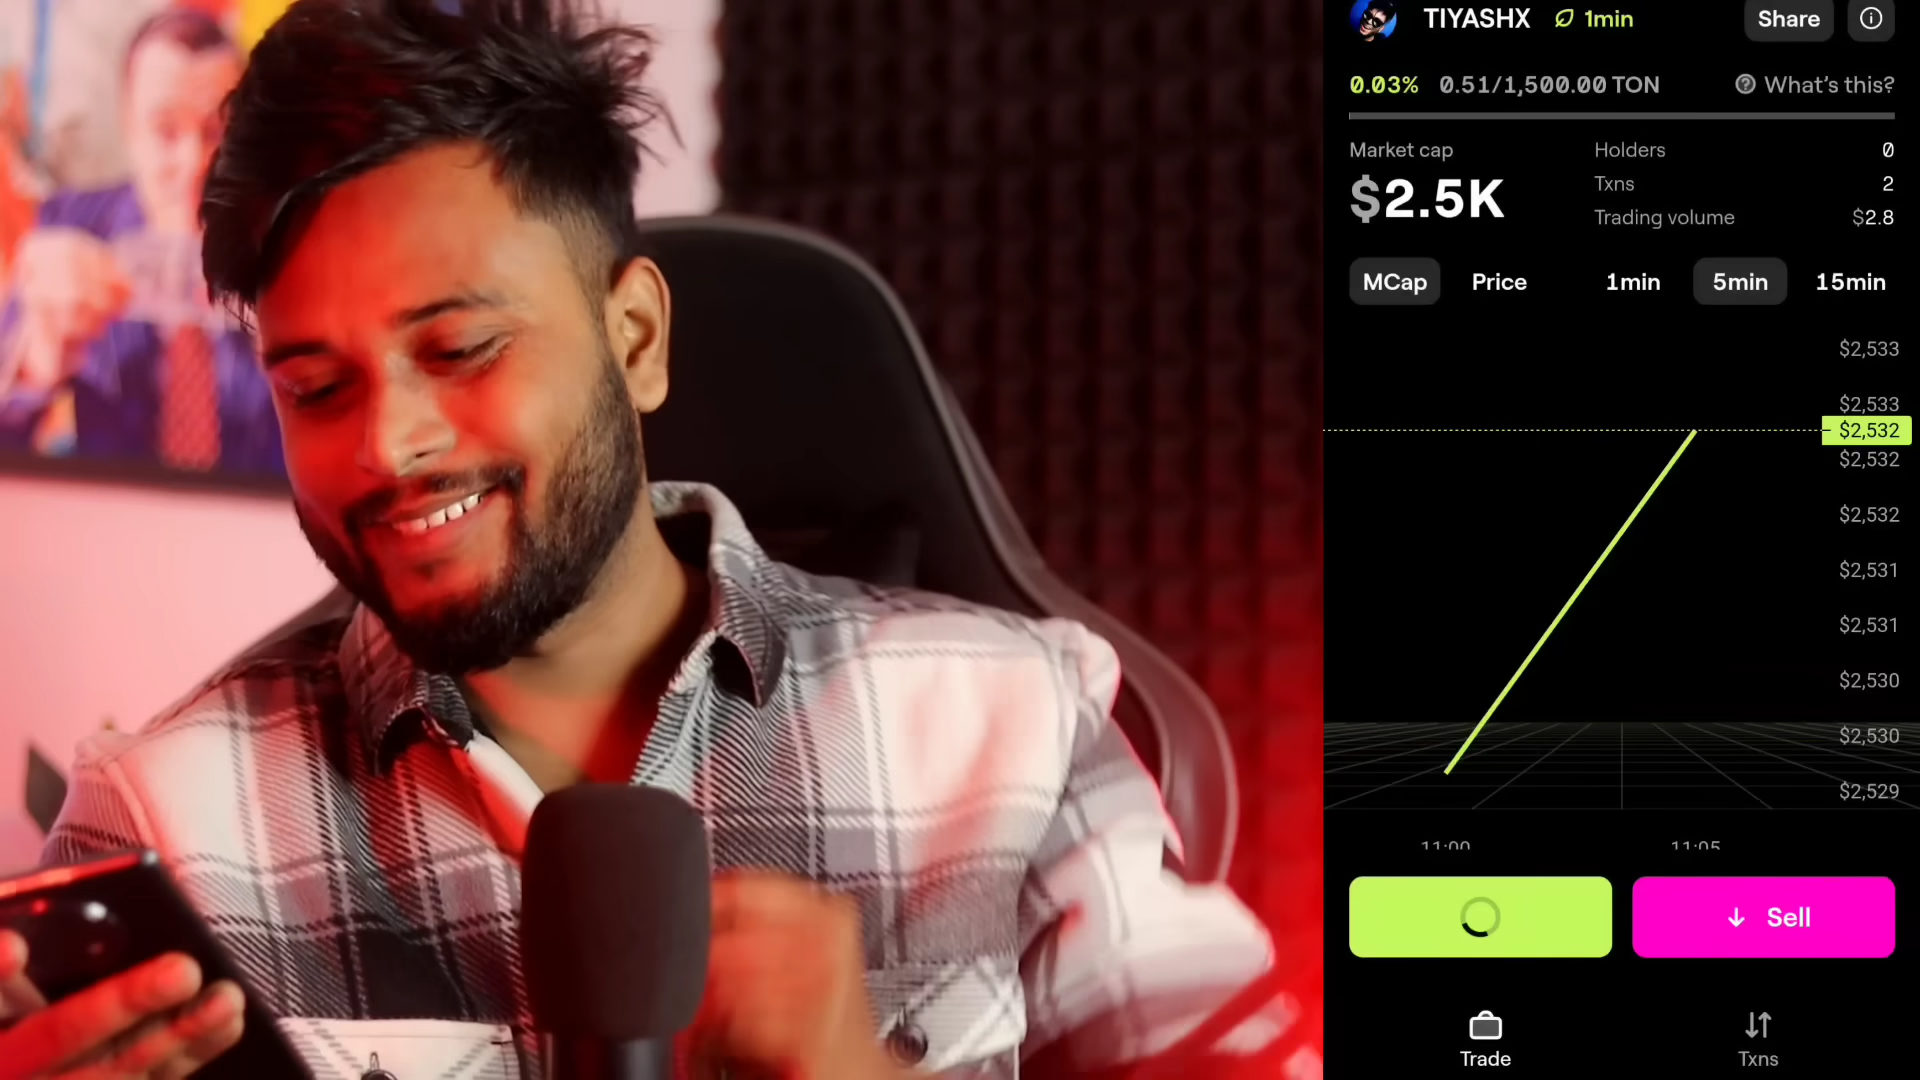 TIYASHX 1min Share
0.03% 0.51/1,500.00 TON What's this?
Market cap
$2.5K
Holders 0
Txns 2
Trading volume $2.8
MCap Price 1min 5min 15min
$2,533
$2,533
$2,532
$2,532
$2,532
$2,531
$2,531
$2,530
$2,530
$2,529
11:00 11:05
Sell
Trade Txns